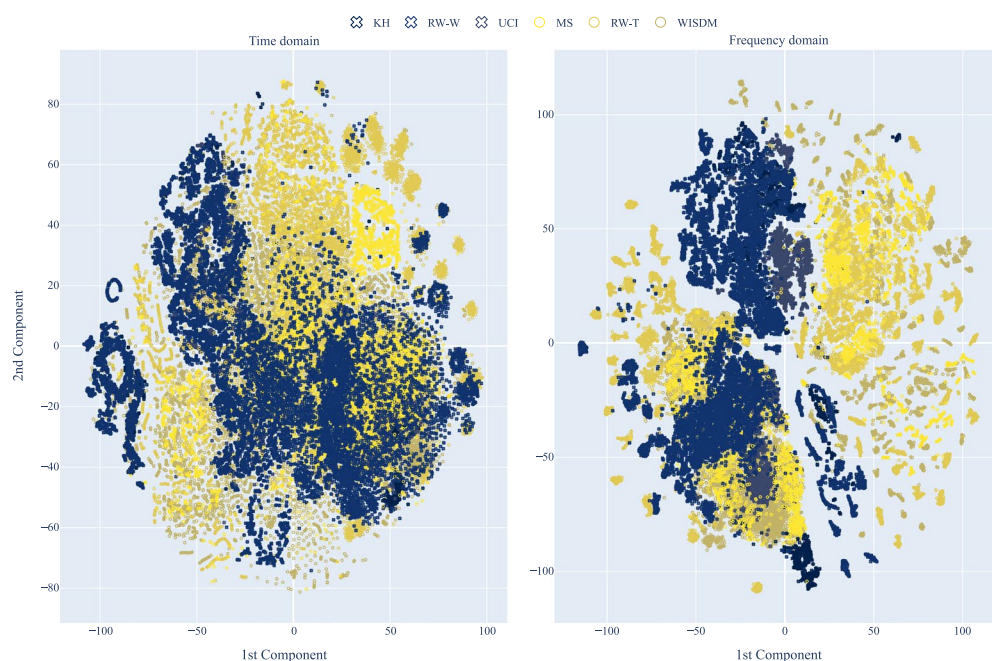 KH RW-W UCI MS RW-T WISDM
Time domain
Frequency domain
80
60
40
20
0
−20
−40
−60
−80
2nd Component
−100 −50 0 50 100
1st Component
100
50
0
−50
−100
−100 −50 0 50 100
1st Component